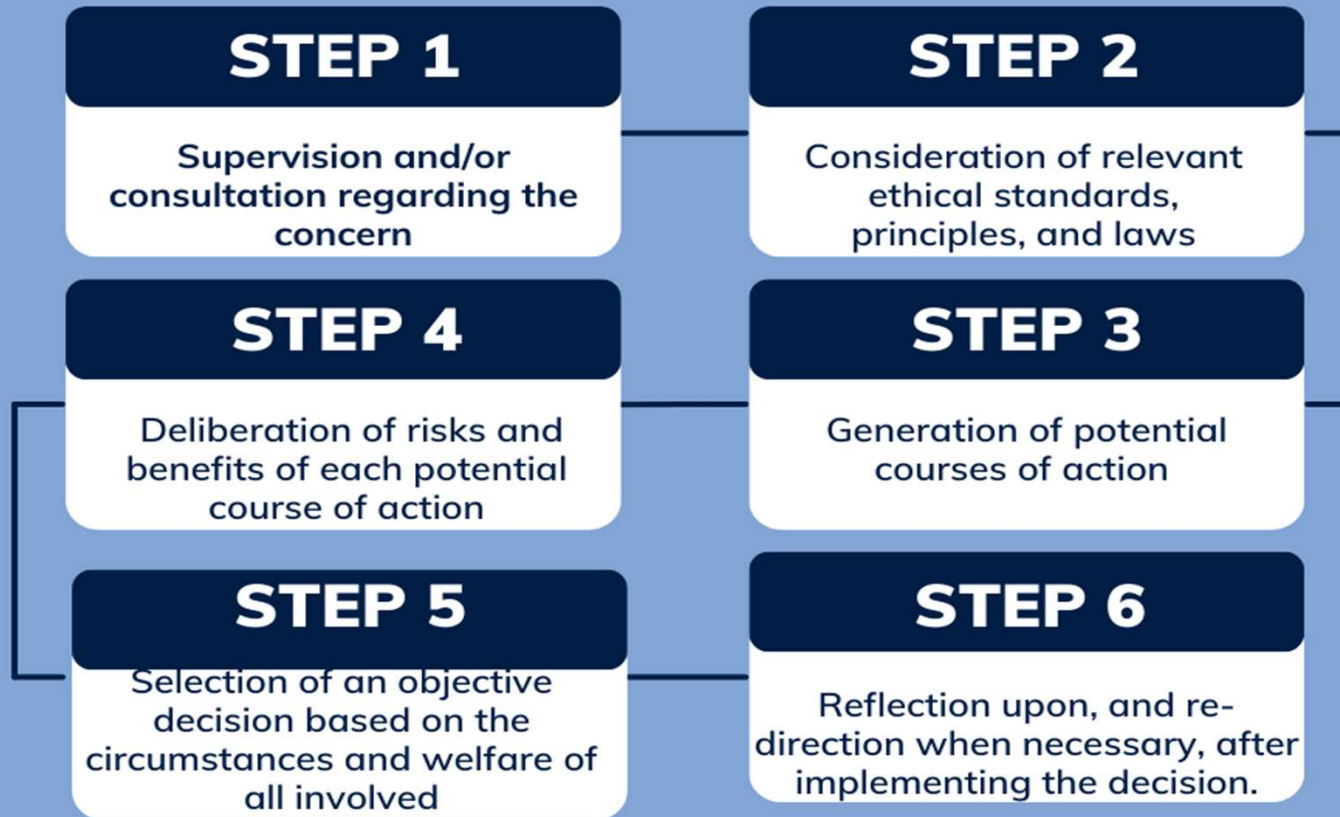 STEP 1
Supervision and/or
consultation regarding the
concern
STEP 2
Consideration of relevant
ethical standards,
principles, and laws
STEP 3
Generation of potential
courses of action
STEP 4
Deliberation of risks and
benefits of each potential
course of action
STEP 5
Selection of an objective
decision based on the
circumstances and welfare of
all involved
STEP 6
Reflection upon, and re-
direction when necessary, after
implementing the decision.